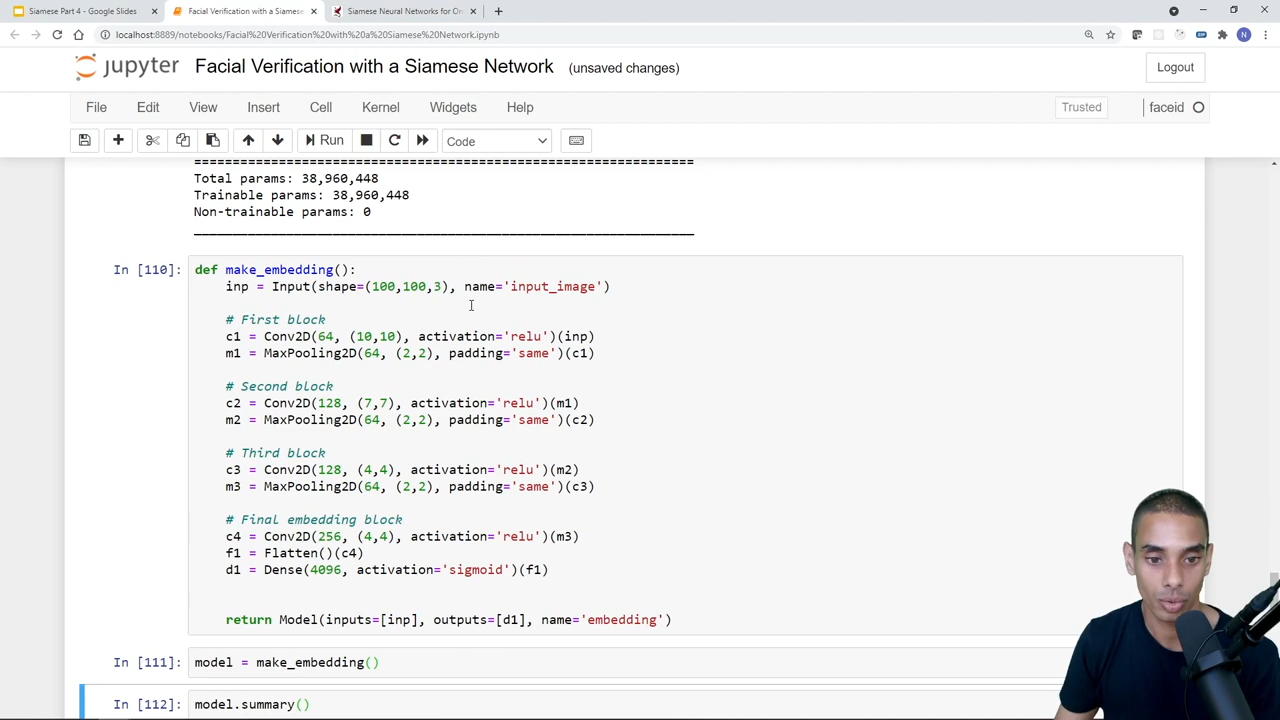 Siamese Part 4 - Google Slides
Facial Verification with a Siamese
Siamese Neural Networks for On
localhost:8889/notebooks/Facial%20Verification%20with%20a%20Siamese%20Network.ipynb
jupyter Facial Verification with a Siamese Network (unsaved changes)
Logout
File Edit View Insert Cell Kernel Widgets Help
Trusted
faceid
Run
Code
=================================================================
Total params: 38,960,448
Trainable params: 38,960,448
Non-trainable params: 0
_________________________________________________________________
In [110]: def make_embedding():
inp = Input(shape=(100,100,3), name='input_image')
# First block
c1 = Conv2D(64, (10,10), activation='relu')(inp)
m1 = MaxPooling2D(64, (2,2), padding='same')(c1)
# Second block
c2 = Conv2D(128, (7,7), activation='relu')(m1)
m2 = MaxPooling2D(64, (2,2), padding='same')(c2)
# Third block
c3 = Conv2D(128, (4,4), activation='relu')(m2)
m3 = MaxPooling2D(64, (2,2), padding='same')(c3)
# Final embedding block
c4 = Conv2D(256, (4,4), activation='relu')(m3)
f1 = Flatten()(c4)
d1 = Dense(4096, activation='sigmoid')(f1)
return Model(inputs=[inp], outputs=[d1], name='embedding')
In [111]: model = make_embedding()
In [112]: model.summary()